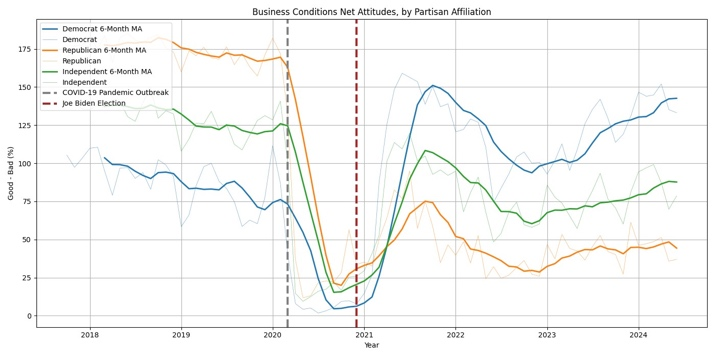 Business Conditions Net Attitudes, by Partisan Affiliation
Democrat 6-Month MA
Democrat
Republican 6-Month MA
Republican
Independent 6-Month MA
Independent
COVID-19 Pandemic Outbreak
Joe Biden Election
Good - Bad (%)
175
150
125
100
75
50
25
0
2018
2019
2020
2021
2022
2023
2024
Year